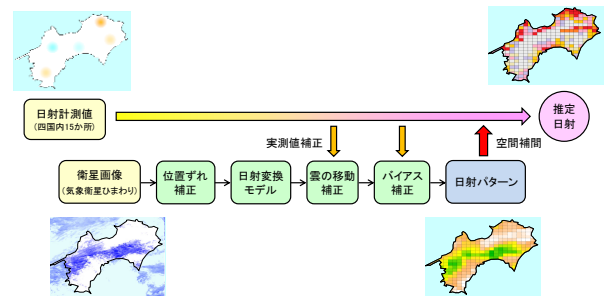 日射計測値
(四国内15か所)
推定
日射
実測値補正
空間補間
衛星画像
(気象衛星ひまわり)
位置ずれ
補正
日射変換
モデル
雲の移動
補正
バイアス
補正
日射パターン